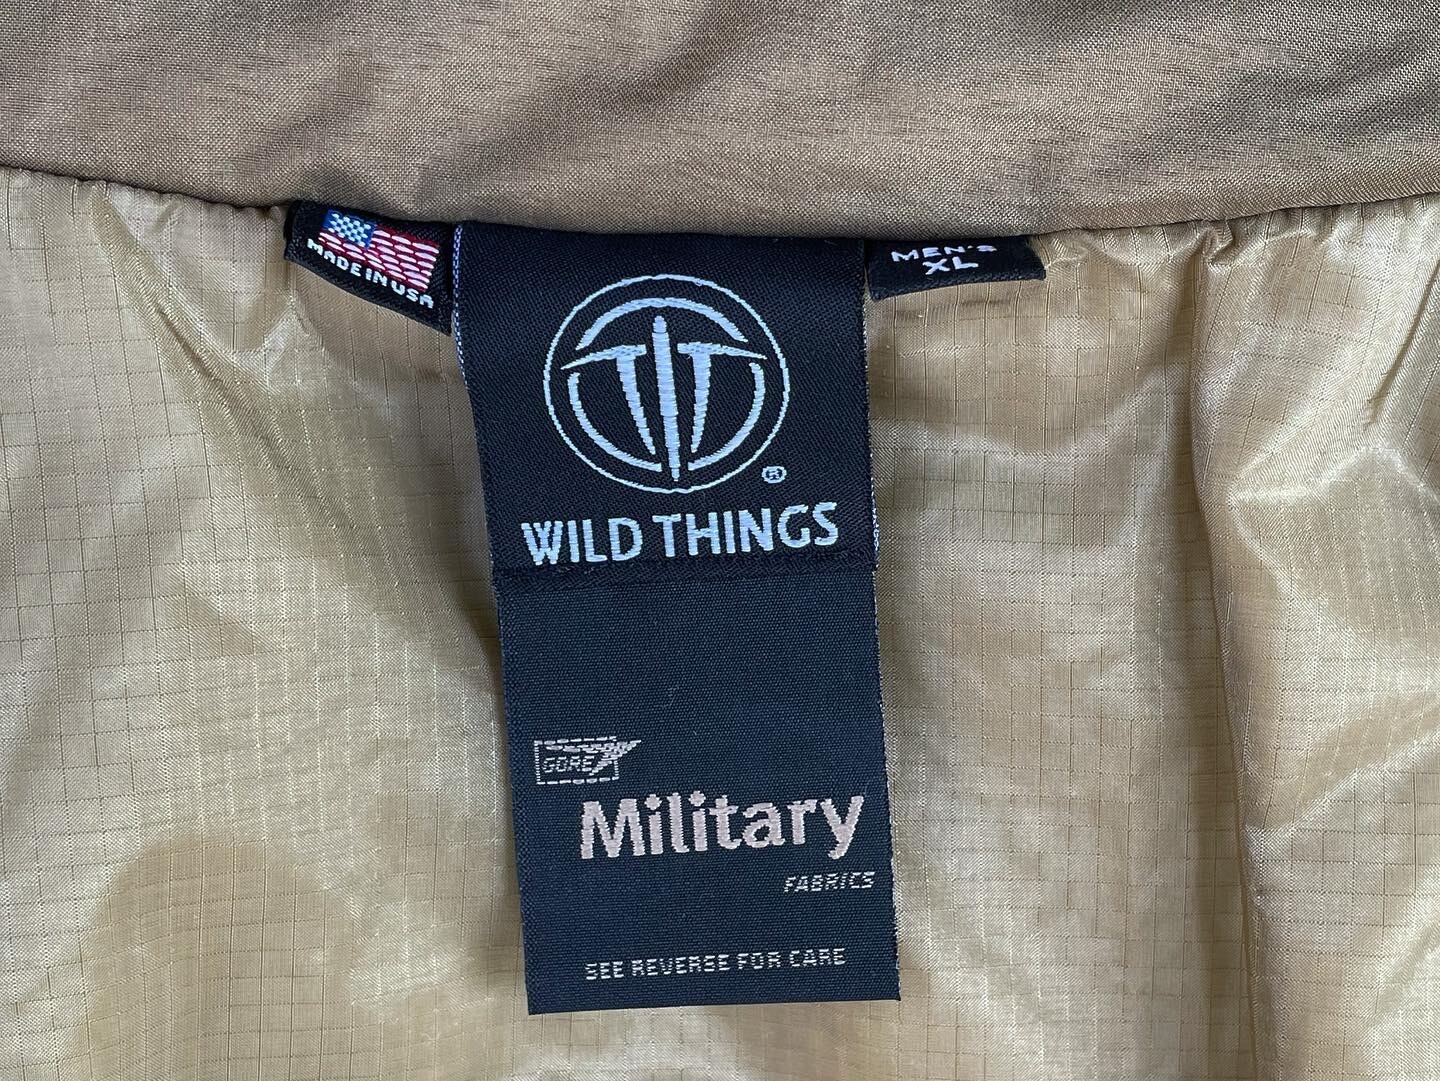 MADE IN USA
MEN'S
XL
®
WILD THINGS
GORE
Military
FABRICS
SEE REVERSE FOR CARE